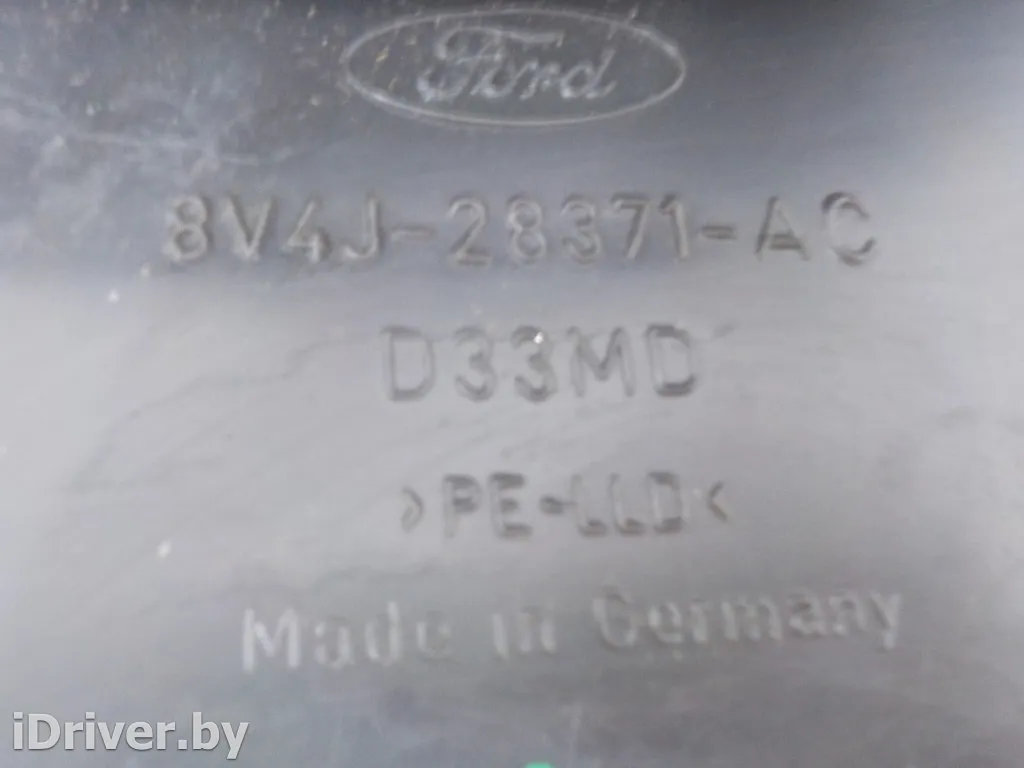 Ford
8V4J-28371-AC
D33MD
>PE-LLD<
Made in Germany
iDriver.by